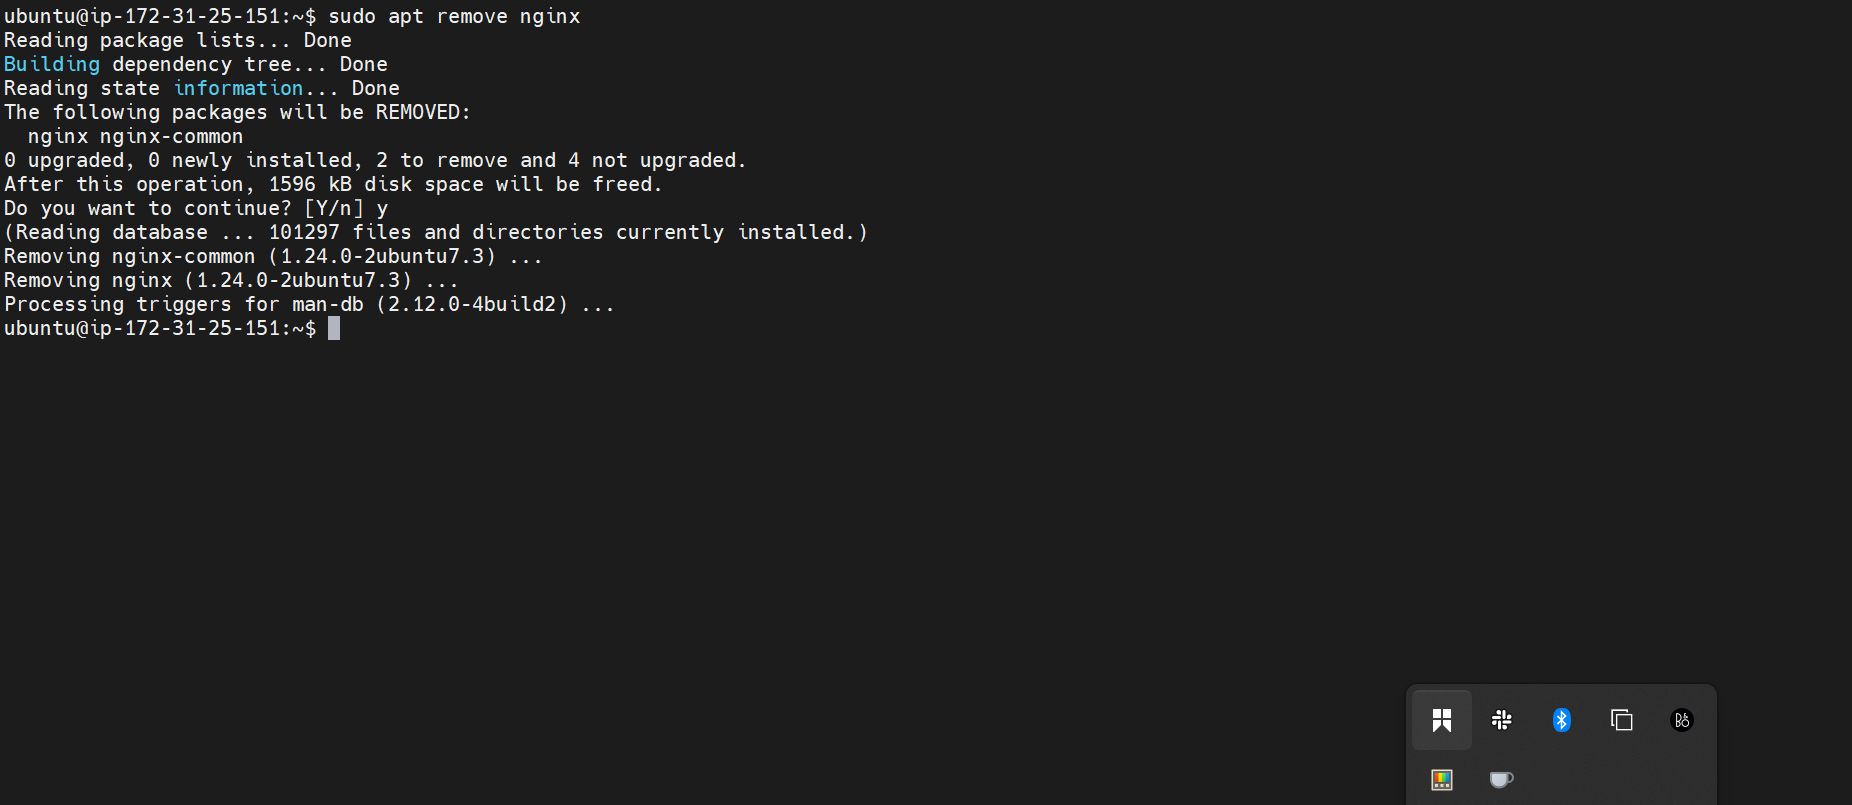 ubuntu@ip-172-31-25-151:~$ sudo apt remove nginx
Reading package lists... Done
Building dependency tree... Done
Reading state information... Done
The following packages will be REMOVED:
  nginx nginx-common
0 upgraded, 0 newly installed, 2 to remove and 4 not upgraded.
After this operation, 1596 kB disk space will be freed.
Do you want to continue? [Y/n] y
(Reading database ... 101297 files and directories currently installed.)
Removing nginx-common (1.24.0-2ubuntu7.3) ...
Removing nginx (1.24.0-2ubuntu7.3) ...
Processing triggers for man-db (2.12.0-4build2) ...
ubuntu@ip-172-31-25-151:~$